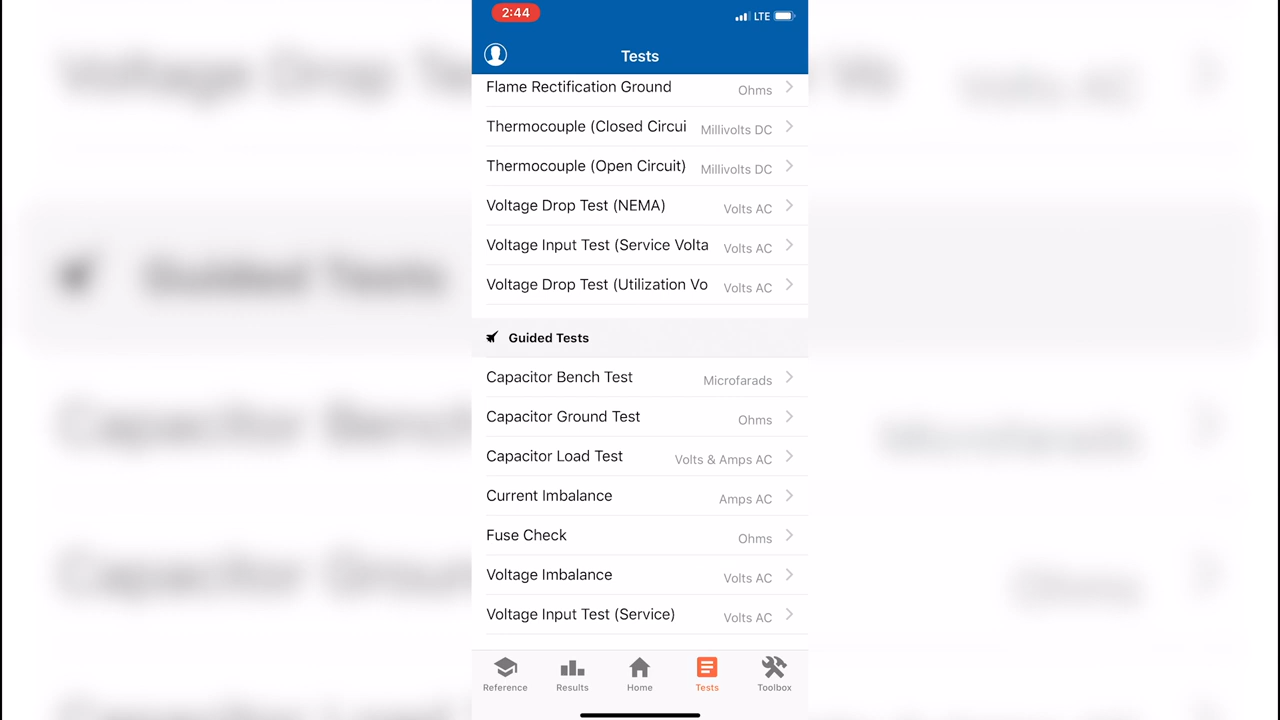 2:44
LTE
Tests
Flame Rectification Ground Ohms
Thermocouple (Closed Circui Millivolts DC
Thermocouple (Open Circuit) Millivolts DC
Voltage Drop Test (NEMA) Volts AC
Voltage Input Test (Service Volta Volts AC
Voltage Drop Test (Utilization Vo Volts AC
Guided Tests
Capacitor Bench Test Microfarads
Capacitor Ground Test Ohms
Capacitor Load Test Volts & Amps AC
Current Imbalance Amps AC
Fuse Check Ohms
Voltage Imbalance Volts AC
Voltage Input Test (Service) Volts AC
Reference Results Home Tests Toolbox